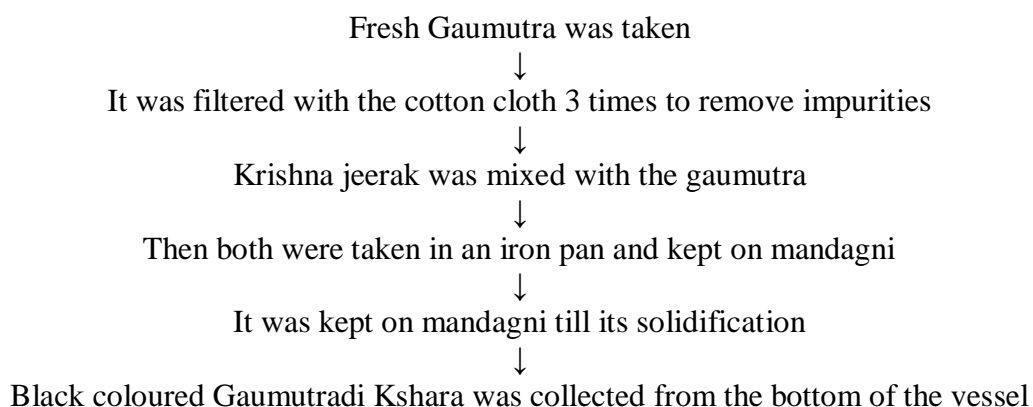 Fresh Gaumutra was taken
↓
It was filtered with the cotton cloth 3 times to remove impurities
↓
Krishna jeerak was mixed with the gaumutra
↓
Then both were taken in an iron pan and kept on mandagni
↓
It was kept on mandagni till its solidification
↓
Black coloured Gaumutradi Kshara was collected from the bottom of the vessel